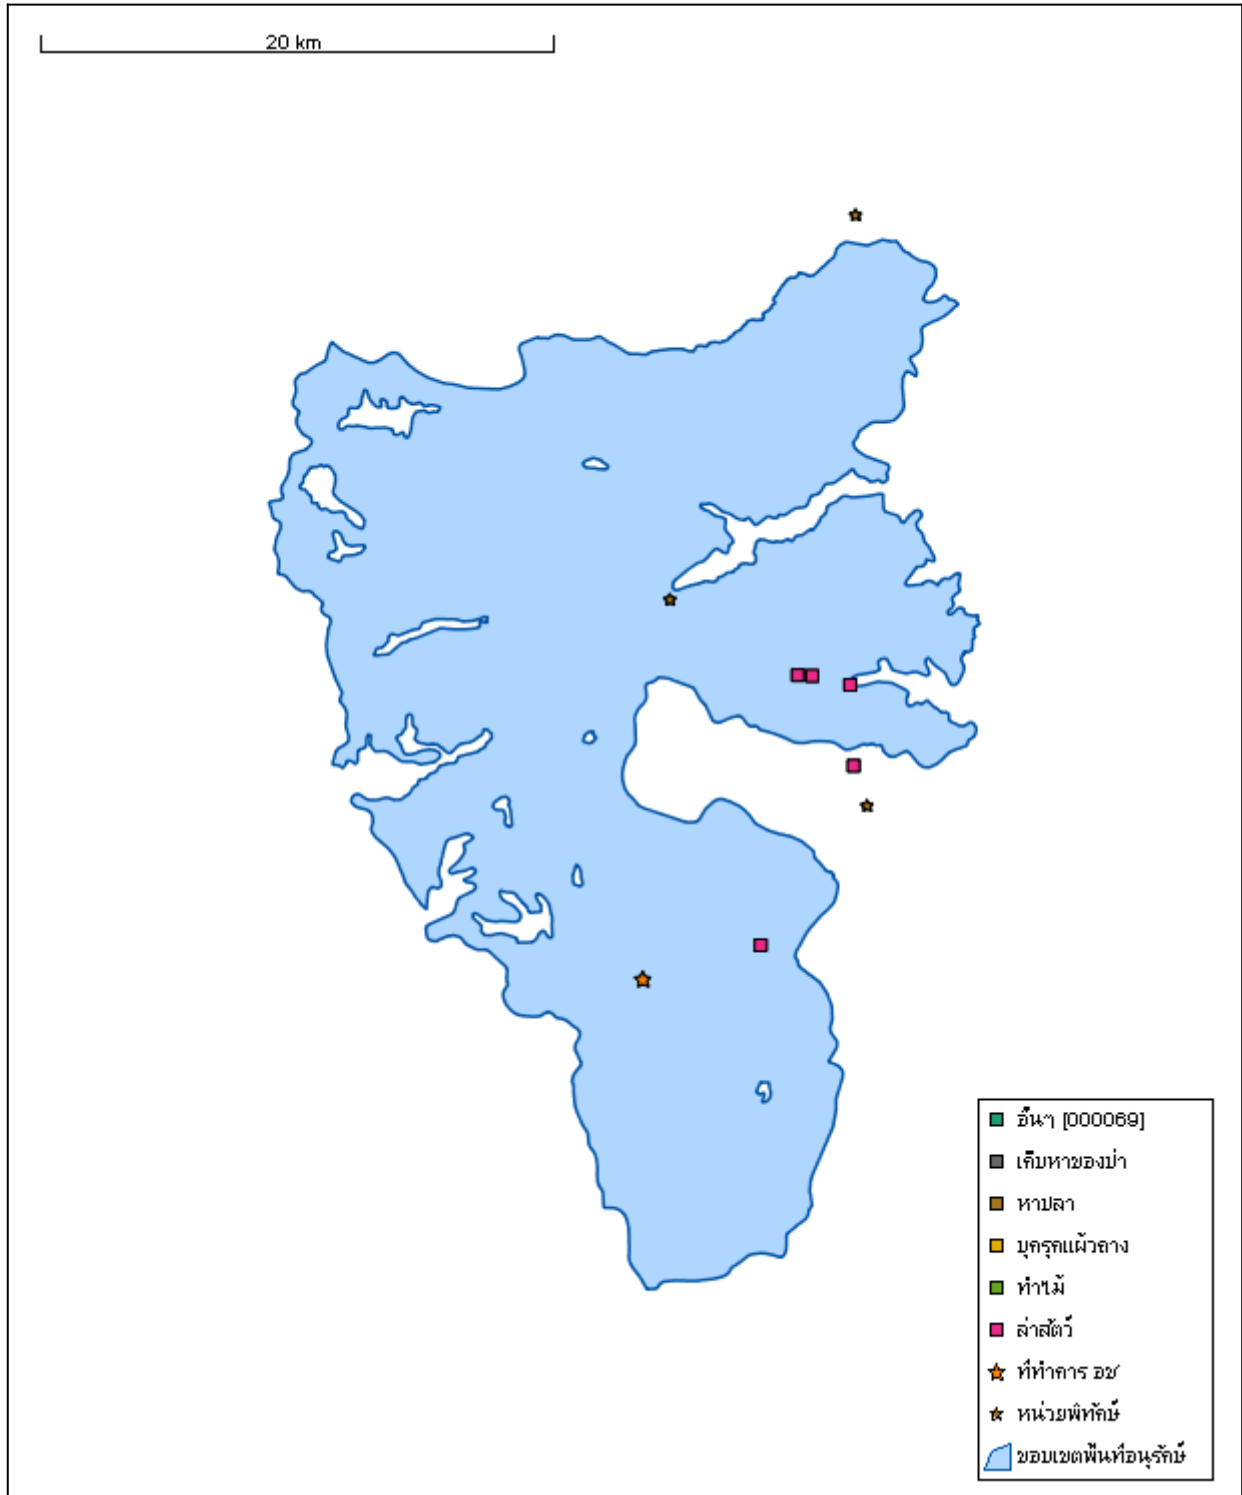 20 km
อื่นๆ [000069]
เก็บหาของป่า
หาปลา
บุกรุกแผ้วถาง
ทำไม้
ล่าสัตว์
ที่ทำการ อช
หน่วยพิทักษ์
ขอบเขตพื้นที่อนุรักษ์